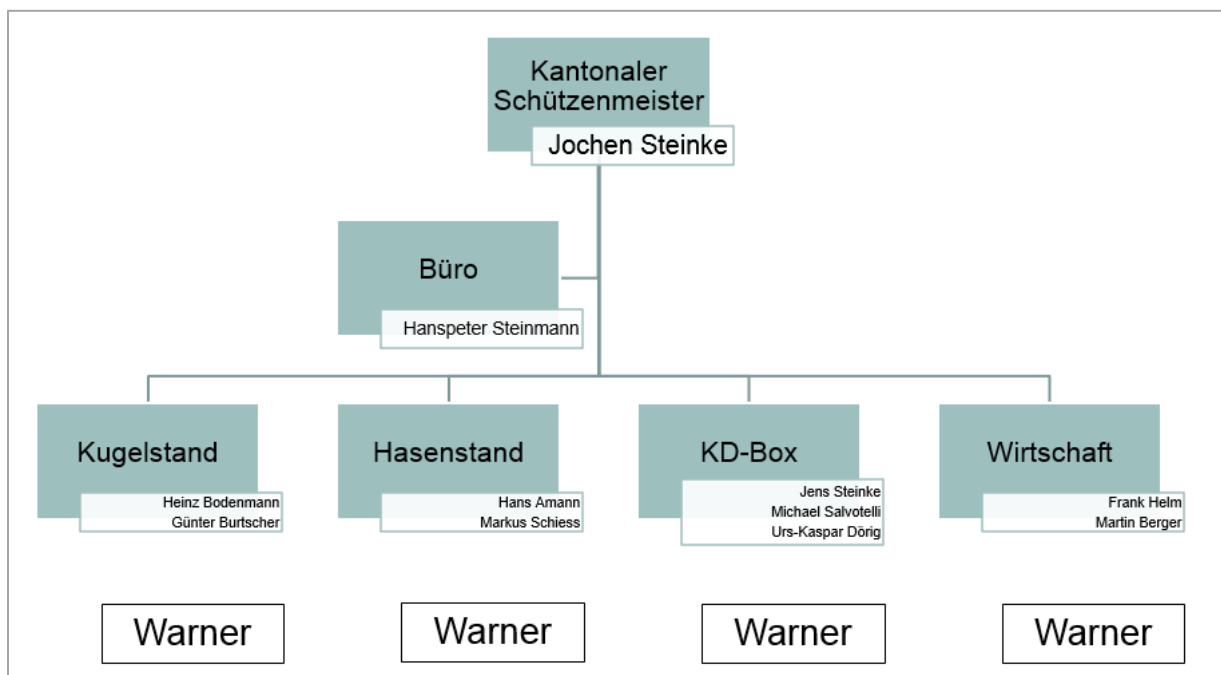 Kantonaler
Schützenmeister
Jochen Steinke
Büro
Hanspeter Steinmann
Kugelstand
Heinz Bodenmann
Günter Burtscher
Hasenstand
Hans Amann
Markus Schiess
KD-Box
Jens Steinke
Michael Salvotelli
Urs-Kaspar Dörig
Wirtschaft
Frank Helm
Martin Berger
Warner
Warner
Warner
Warner